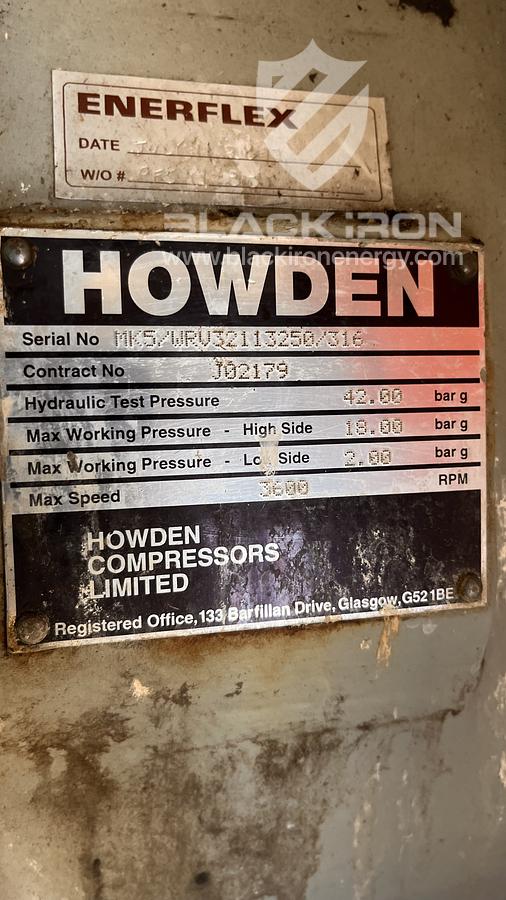 ENERFLEX
DATE
W/O #
BLACK IRON
www.blackironenergy.com
HOWDEN
Serial No MK5/WRV32113250/316
Contract No J02179
Hydraulic Test Pressure 42.00 bar g
Max Working Pressure - High Side 18.00 bar g
Max Working Pressure - Low Side 2.00 bar g
Max Speed 3600 RPM
HOWDEN
COMPRESSORS
LIMITED
Registered Office,133 Barfillan Drive, Glasgow,G52 1BE